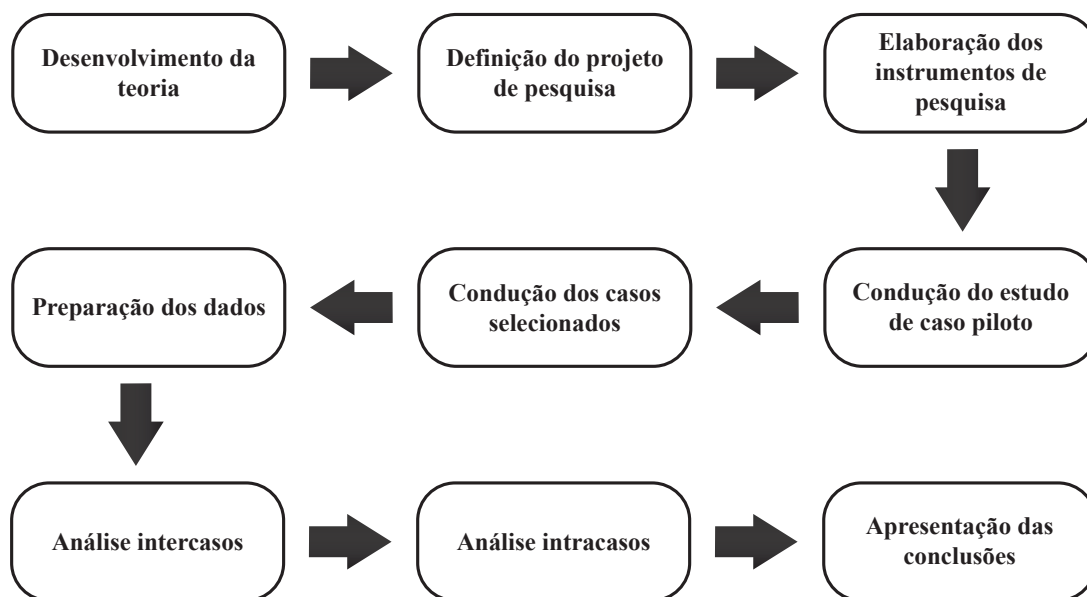 Desenvolvimento da
teoria
Definição do projeto
de pesquisa
Elaboração dos
instrumentos de
pesquisa
Condução do estudo
de caso piloto
Condução dos casos
selecionados
Preparação dos dados
Análise intercasos
Análise intracasos
Apresentação das
conclusões